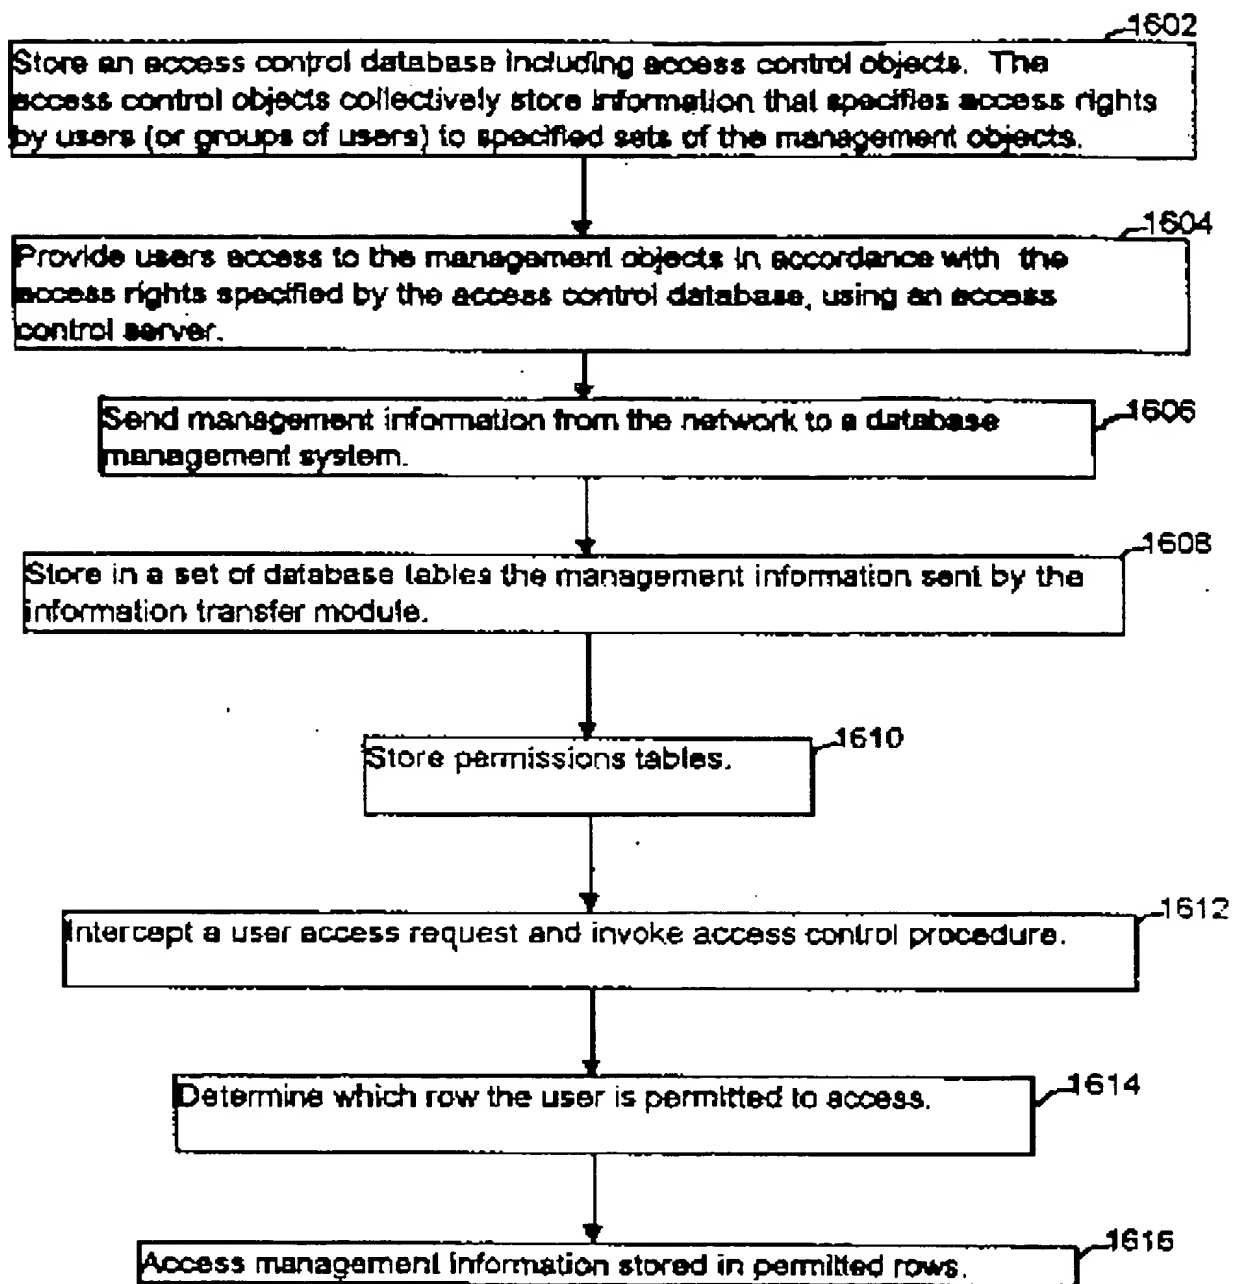 1602
Store an access control database including access control objects. The
access control objects collectively store information that specifies access rights
by users (or groups of users) to specified sets of the management objects.
1604
Provide users access to the management objects in accordance with the
access rights specified by the access control database, using an access
control server.
1606
Send management information from the network to a database
management system.
1608
Store in a set of database tables the management information sent by the
information transfer module.
1610
Store permissions tables.
1612
Intercept a user access request and invoke access control procedure.
1614
Determine which row the user is permitted to access.
1616
Access management information stored in permitted rows.